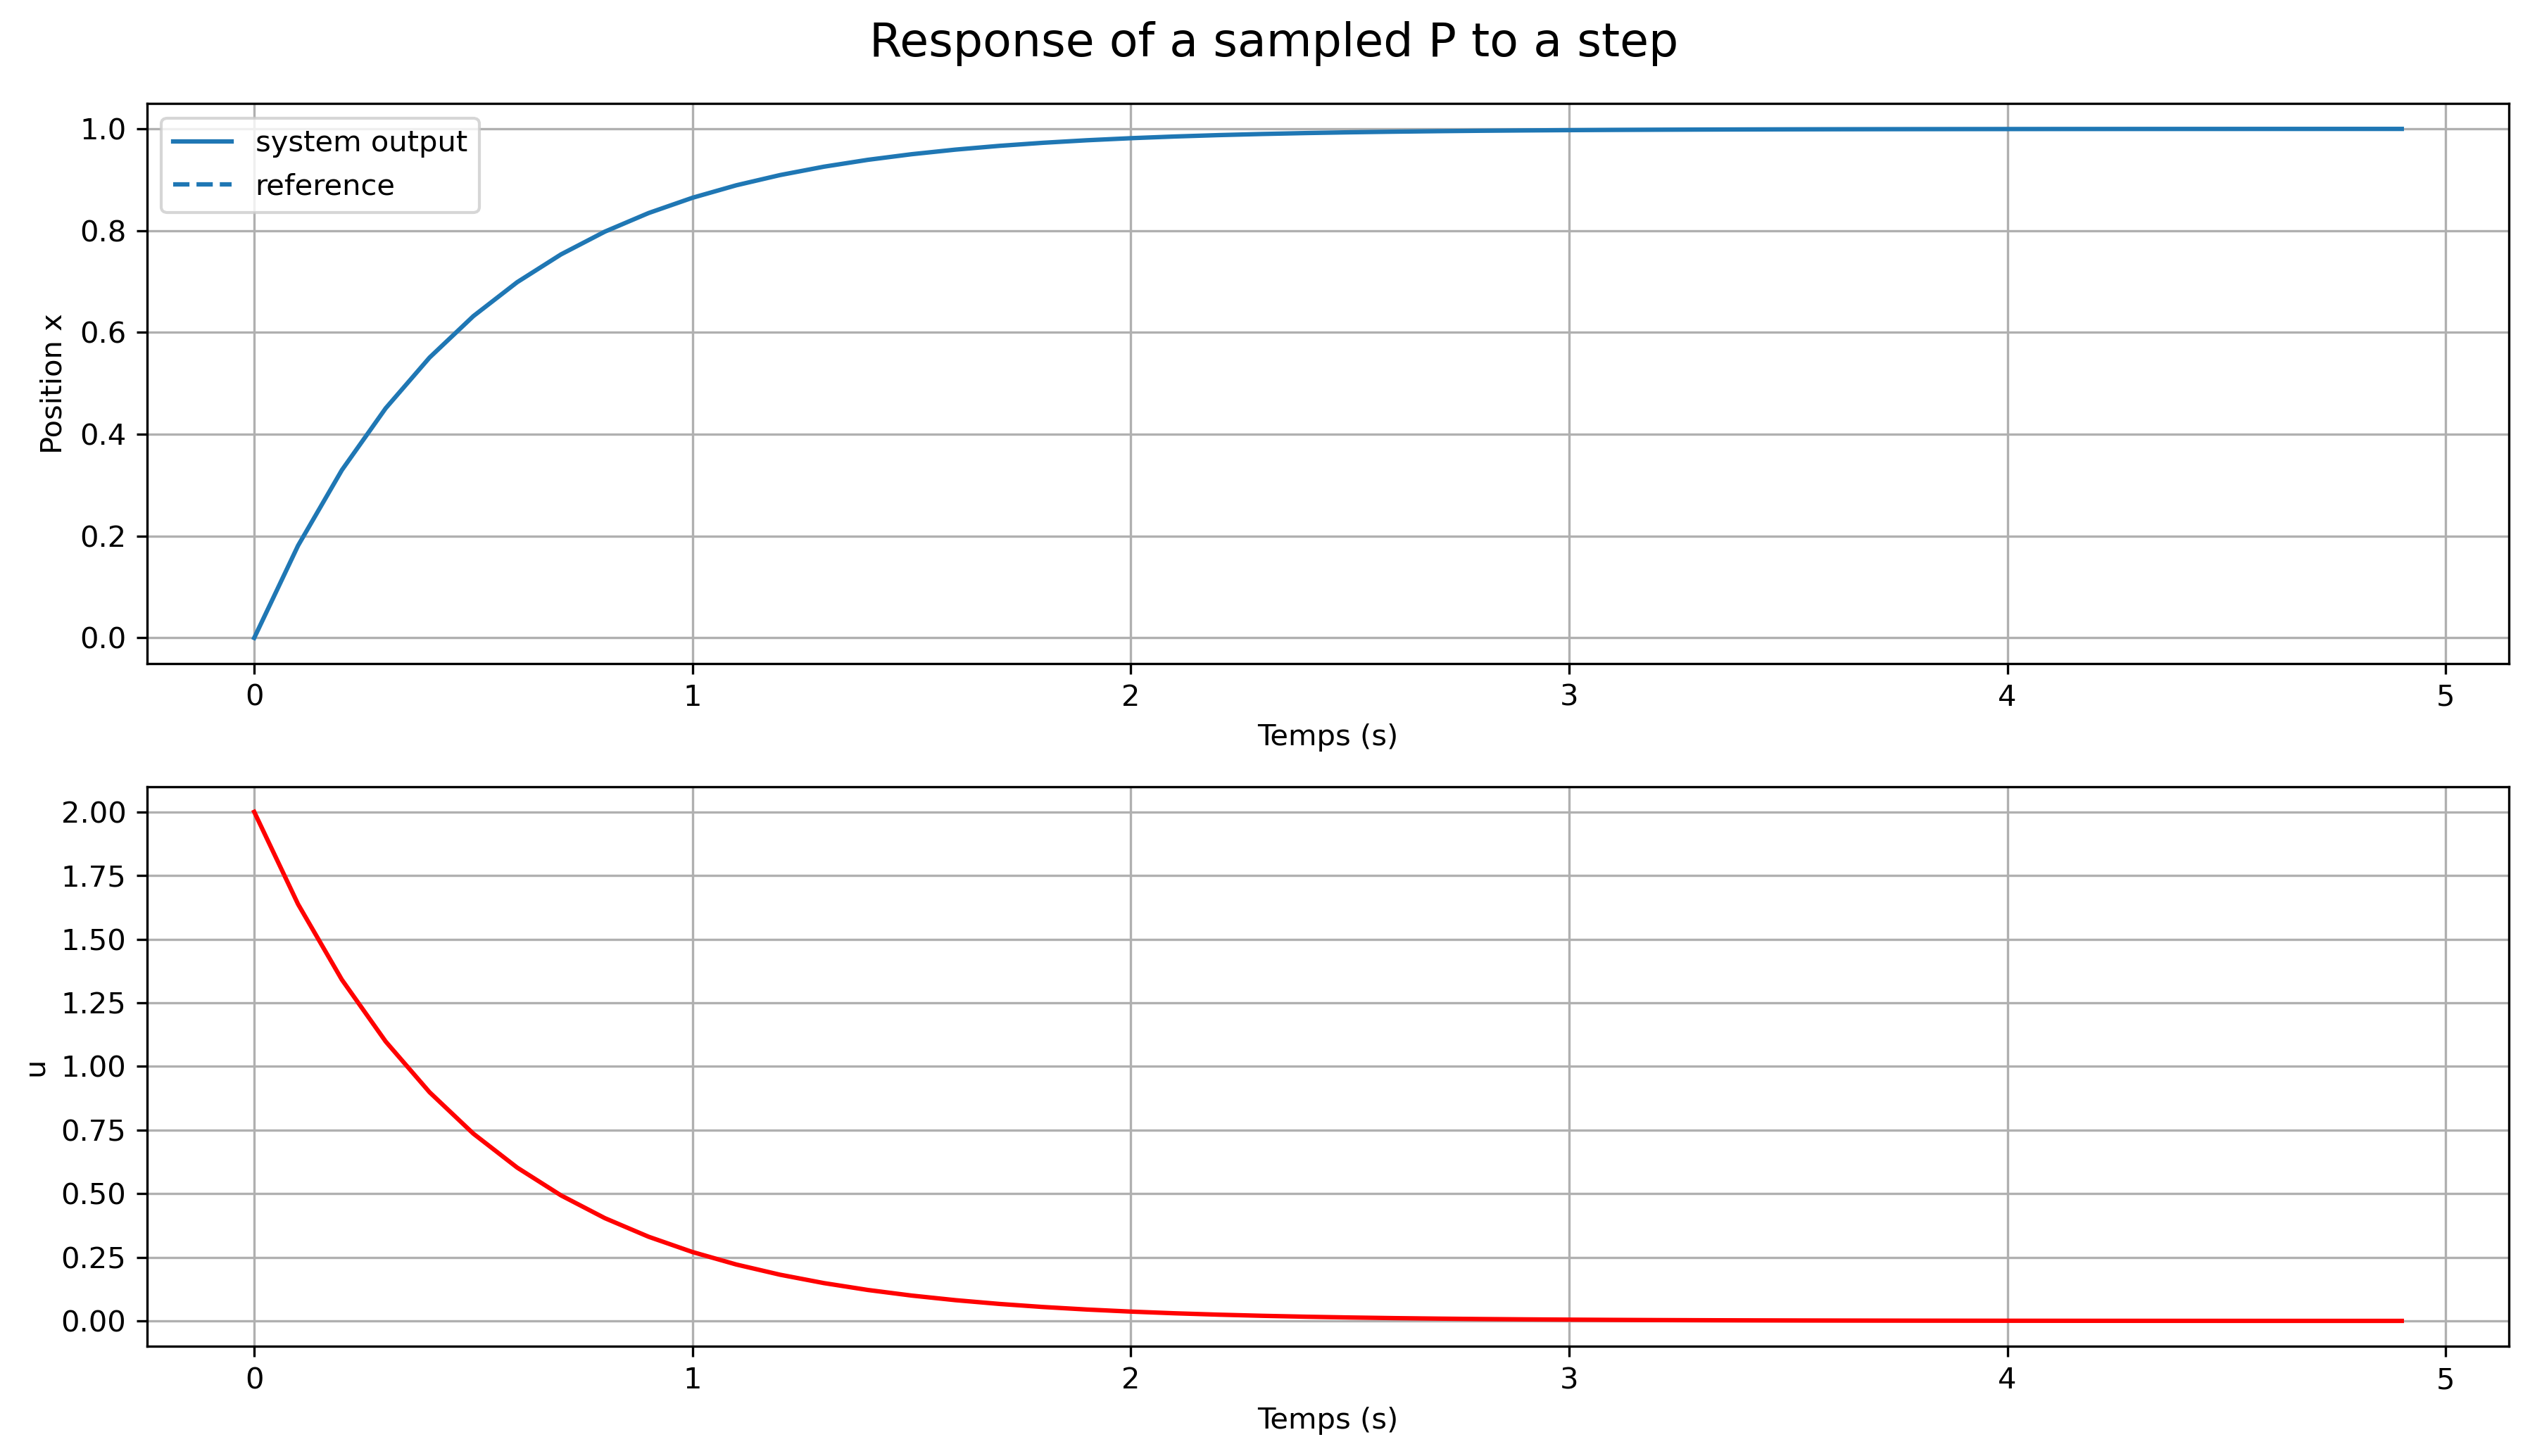 Response of a sampled P to a step
system output
reference
Position x
1.0
0.8
0.6
0.4
0.2
0.0
0 1 2 3 4 5
Temps (s)
u
2.00
1.75
1.50
1.25
1.00
0.75
0.50
0.25
0.00
0 1 2 3 4 5
Temps (s)